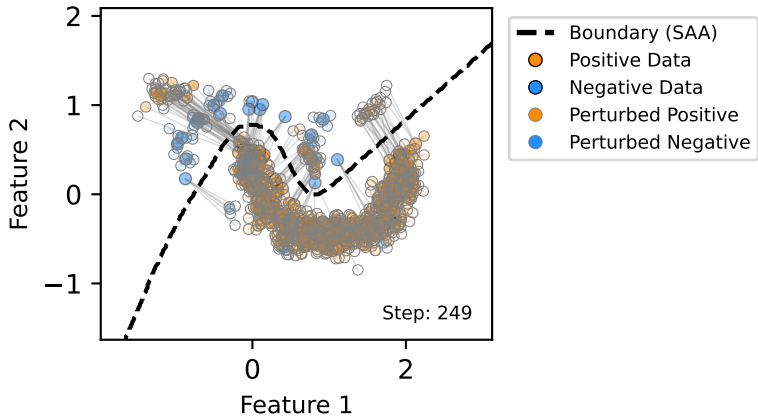 2
1
0
−1
Feature 2
0
2
Feature 1
Step: 249
Boundary (SAA)
Positive Data
Negative Data
Perturbed Positive
Perturbed Negative